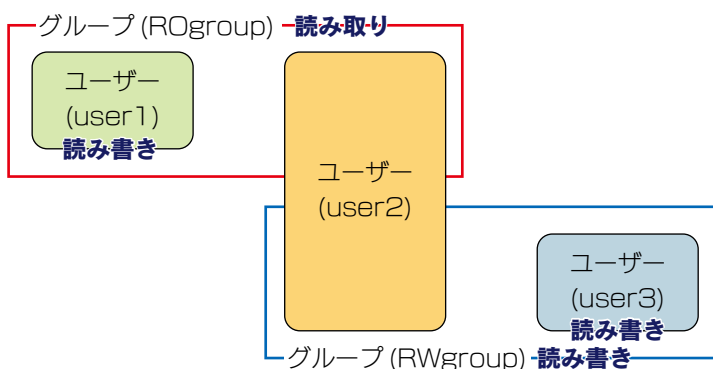 グループ(ROgroup) 読み取り
ユーザー
(user1)
読み書き
ユーザー
(user2)
ユーザー
(user3)
読み書き
グループ(RWgroup) 読み書き